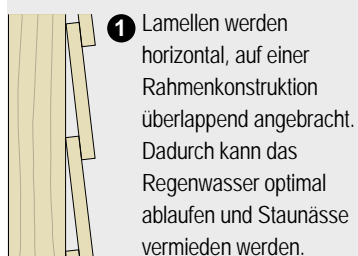 1 Lamellen werden
horizontal, auf einer
Rahmenkonstruktion
überlappend angebracht.
Dadurch kann das
Regenwasser optimal
ablaufen und Staunässe
vermieden werden.